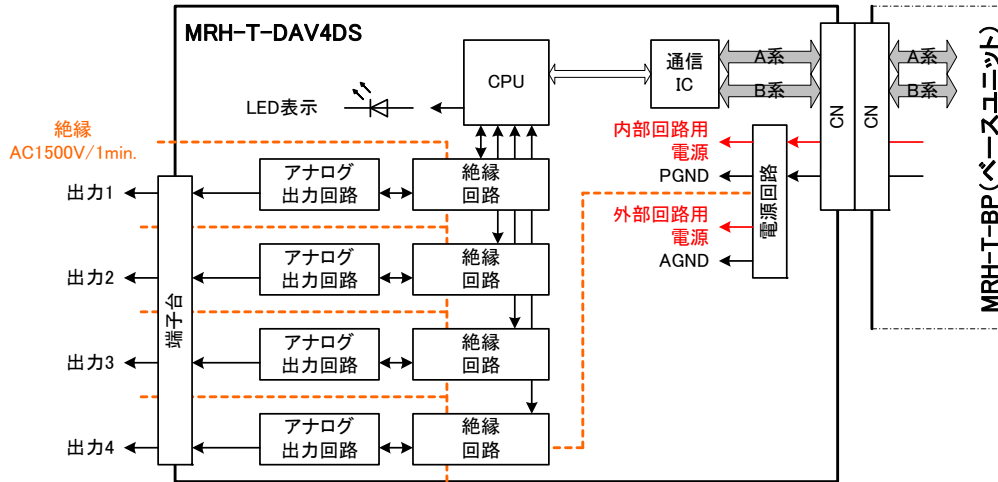 MRH-T-DAV4DS
CPU
通信
IC
A系
B系
CN
CN
A系
B系
MRH-T-BP(ベースユニット)
LED表示
絶縁
AC1500V/1min.
内部回路用
電源
PGND
外部回路用
電源
AGND
電源回路
端子台
出力1
アナログ
出力回路
絶縁
回路
出力2
アナログ
出力回路
絶縁
回路
出力3
アナログ
出力回路
絶縁
回路
出力4
アナログ
出力回路
絶縁
回路